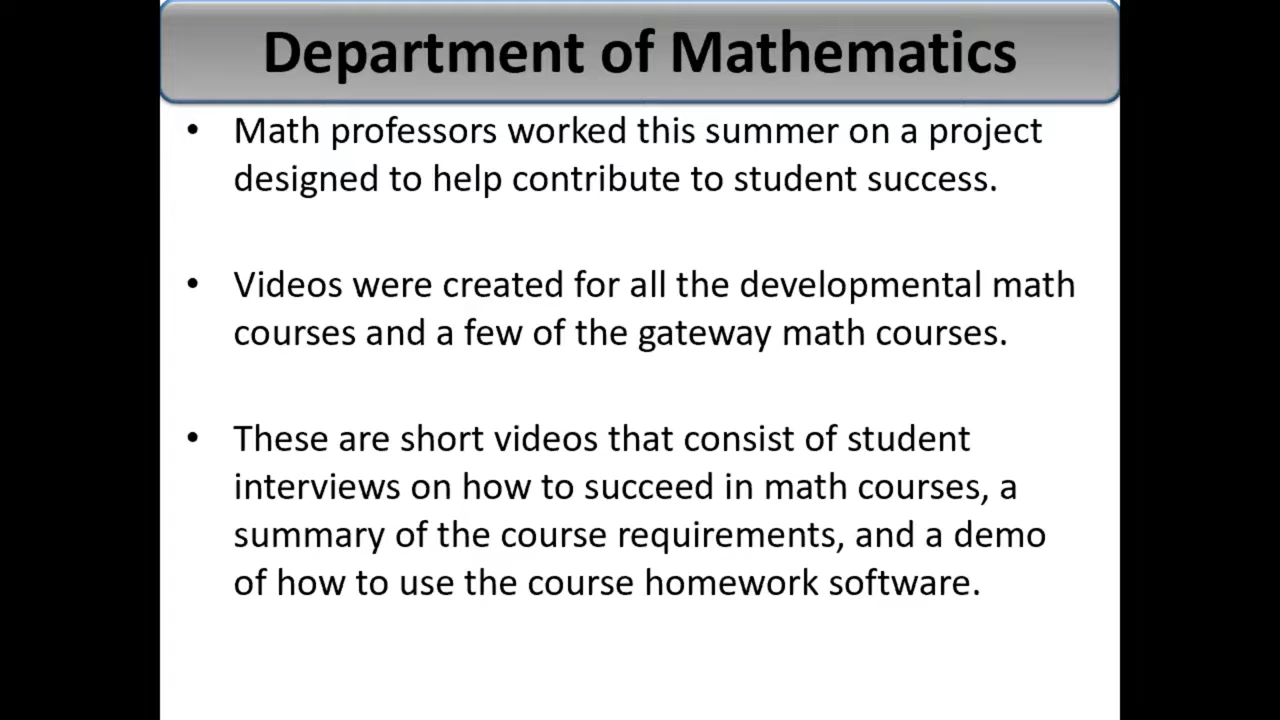 Department of Mathematics
• Math professors worked this summer on a project
designed to help contribute to student success.
• Videos were created for all the developmental math
courses and a few of the gateway math courses.
• These are short videos that consist of student
interviews on how to succeed in math courses, a
summary of the course requirements, and a demo
of how to use the course homework software.